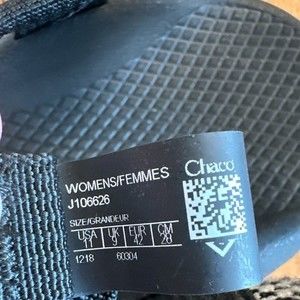 WOMENS/FEMMES
Chaco
J106626
SIZE/GRANDEUR
USA UK EUR CM
11 9 42 28
1218 60304